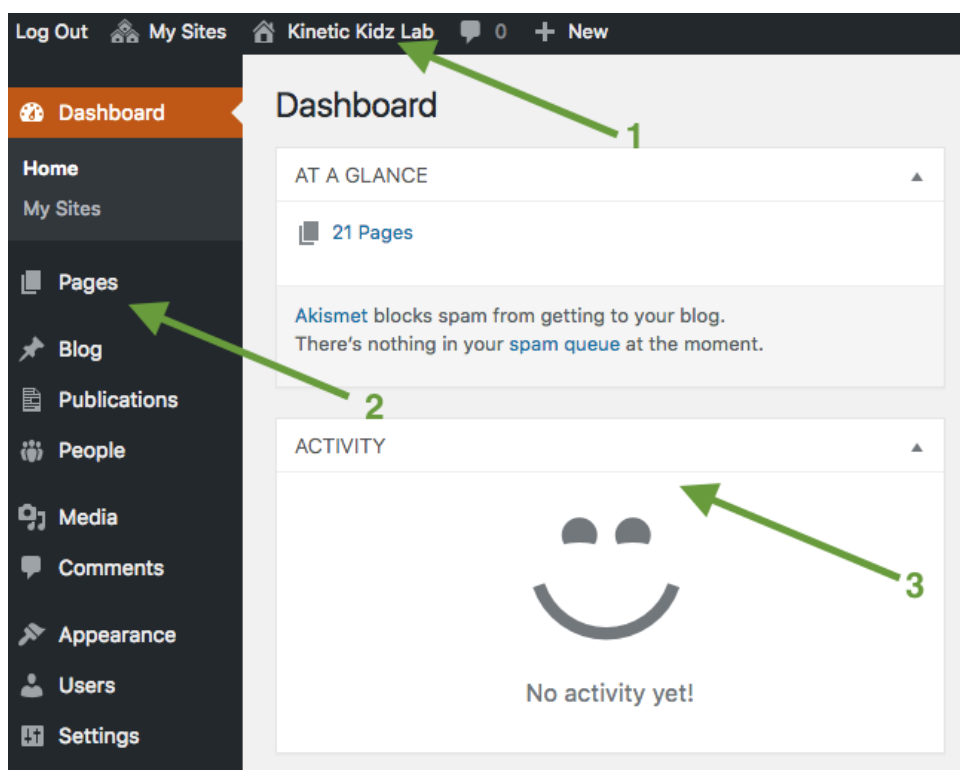 Log Out My Sites Kinetic Kidz Lab 0 + New
Dashboard
Home
My Sites
Pages
Blog
Publications
People
Media
Comments
Appearance
Users
Settings
Dashboard
1
AT A GLANCE
21 Pages
Akismet blocks spam from getting to your blog.
There's nothing in your spam queue at the moment.
2
ACTIVITY
3
No activity yet!